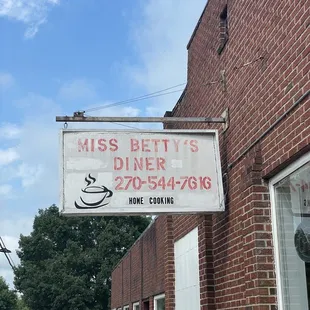 MISS BETTY'S
DINER
270-544-7616
HOME COOKING